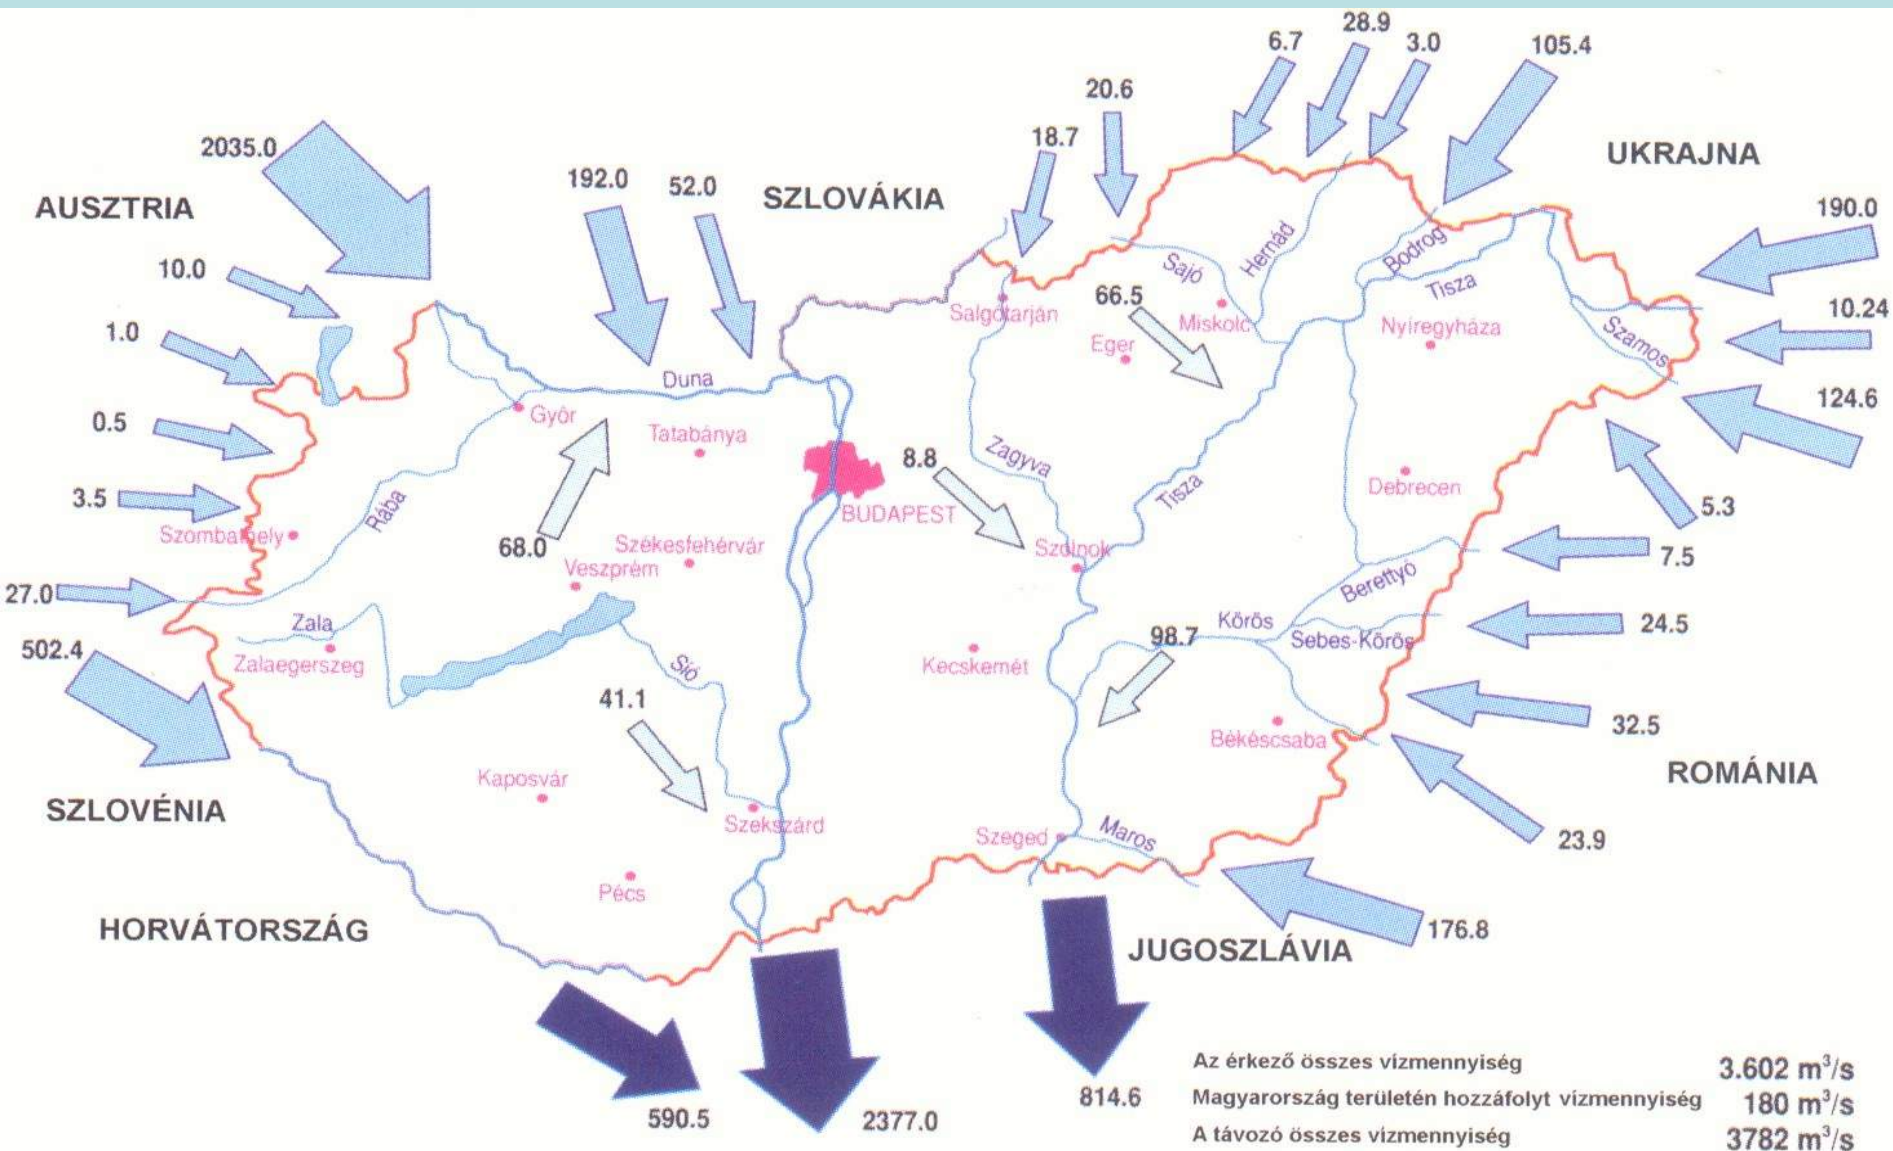 28.9
6.7
3.0
105.4
20.6
18.7
2035.0
192.0
52.0
UKRAJNA
SZLOVÁKIA
AUSZTRIA
190.0
10.0
Hernád
Bodrog
Sajó
Tisza
66.5
10.24
Salgótarján
Miskolc
Nyíregyháza
Szamos
1.0
Eger
Duna
124.6
Győr
0.5
Tatabánya
8.8
Zagyva
Tisza
Debrecen
3.5
Rába
BUDAPEST
5.3
Szombathely
68.0
Székesfehérvár
Szolnok
7.5
Veszprém
Berettyó
27.0
Zala
Kőrös
98.7
Sebes-Kőrös
24.5
502.4
Zalaegerszeg
Sió
Kecskemét
41.1
32.5
Békéscsaba
Kaposvár
ROMÁNIA
SZLOVÉNIA
Szekszárd
Szeged
Maros
23.9
Pécs
HORVÁTORSZÁG
176.8
JUGOSZLÁVIA
590.5
2377.0
814.6
Az érkező összes vízmennyiség 3.602 m³/s
Magyarország területén hozzáfolyt vízmennyiség 180 m³/s
A távozó összes vízmennyiség 3782 m³/s